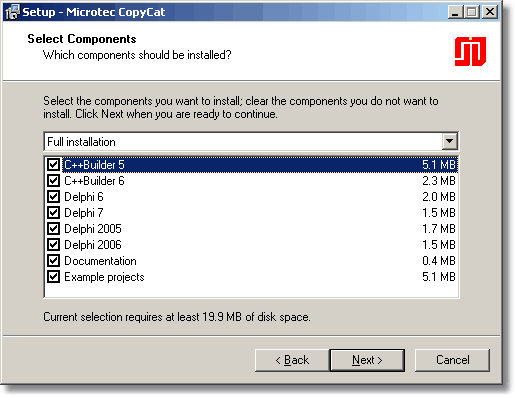 Setup - Microtec CopyCat
Select Components
Which components should be installed?
Select the components you want to install; clear the components you do not want to
install. Click Next when you are ready to continue.
Full installation
C++Builder 5 5.1 MB
C++Builder 6 2.3 MB
Delphi 6 2.0 MB
Delphi 7 1.5 MB
Delphi 2005 1.7 MB
Delphi 2006 1.5 MB
Documentation 0.4 MB
Example projects 5.1 MB
Current selection requires at least 19.9 MB of disk space.
< Back Next > Cancel